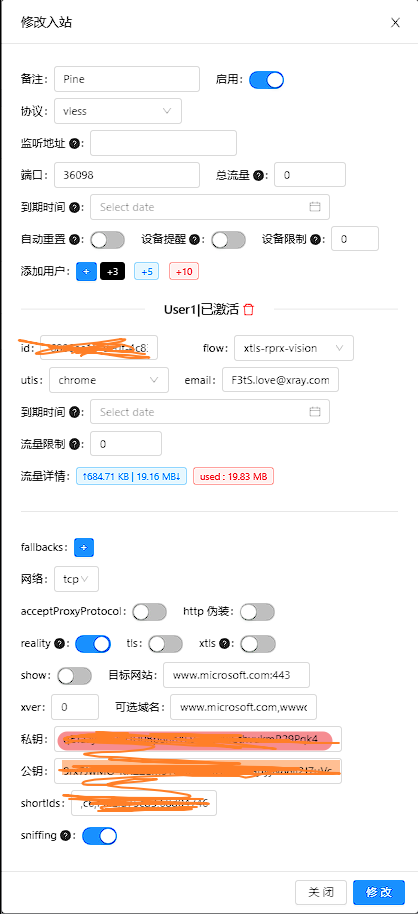 修改入站
备注: Pine 启用:
协议: vless
监听地址 ?:
端口: 36098 总流量 ?: 0
到期时间 ?: Select date
自动重置 ?: 设备提醒 ?: 设备限制 ?: 0
添加用户: + +3 +5 +10
User1|已激活
id:  flow: xtls-rprx-vision
utls: chrome email: F3tS.love@xray.com
到期时间 ?: Select date
流量限制 ?: 0
流量详情: ↑684.71 KB | 19.16 MB↓ used : 19.83 MB
fallbacks: +
网络: tcp
acceptProxyProtocol: http 伪装:
reality ?: tls: xtls ?:
show: 目标网站: www.microsoft.com:443
xver: 0 可选域名: www.microsoft.com,www
私钥:
公钥:
shortIds:
sniffing ?:
关 闭 修 改